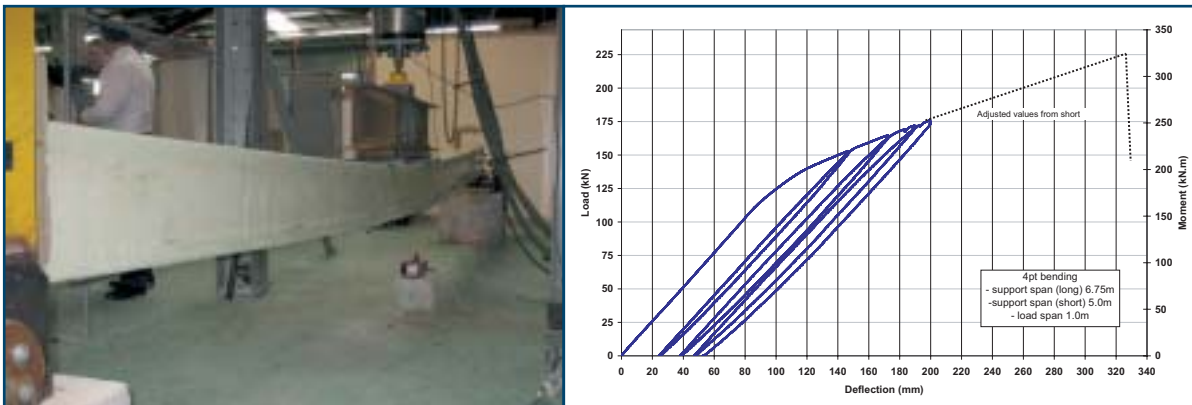 350
225
300
200
250
Adjusted values from short
175
150
200
125
150
100
75
100
4pt bending
- support span (long) 6.75m
-support span (short) 5.0m
- load span 1.0m
50
50
25
0
0
0 20 40 60 80 100 120 140 160 180 200 220 240 260 280 300 320 340
Deflection (mm)
Load (kN)
Moment (kN.m)